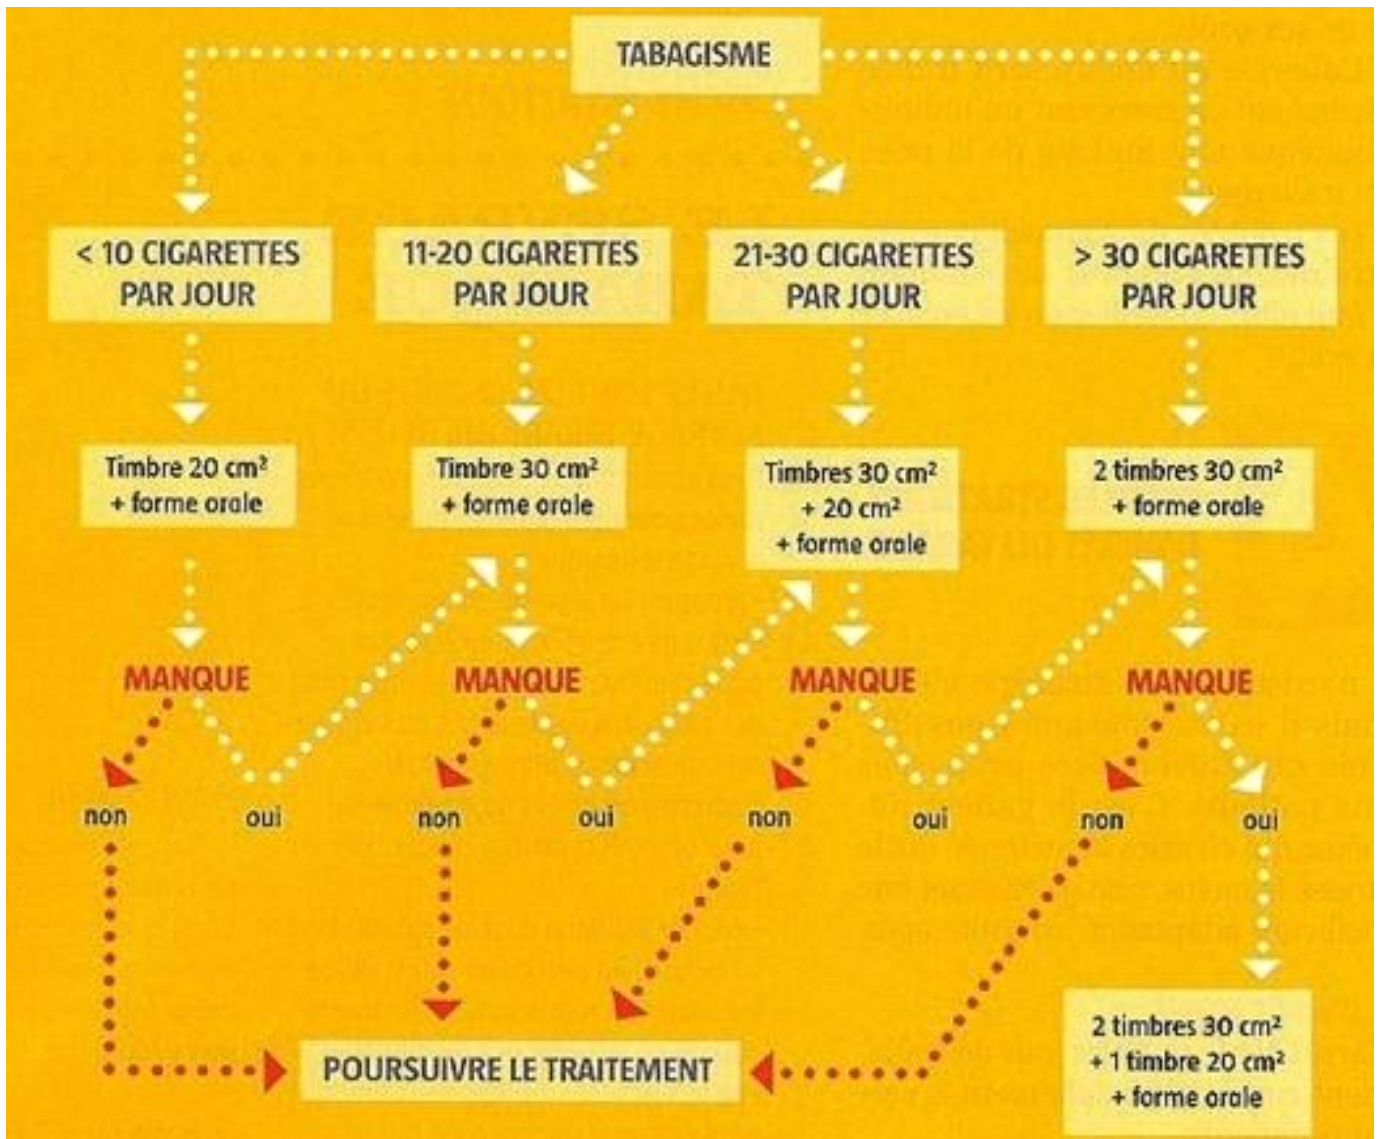 TABAGISME
< 10 CIGARETTES
PAR JOUR
11-20 CIGARETTES
PAR JOUR
21-30 CIGARETTES
PAR JOUR
> 30 CIGARETTES
PAR JOUR
Timbre 20 cm²
+ forme orale
Timbre 30 cm²
+ forme orale
Timbres 30 cm²
+ 20 cm²
+ forme orale
2 timbres 30 cm²
+ forme orale
MANQUE
MANQUE
MANQUE
MANQUE
non
oui
non
oui
non
oui
non
oui
POURSUIVRE LE TRAITEMENT
2 timbres 30 cm²
+ 1 timbre 20 cm²
+ forme orale